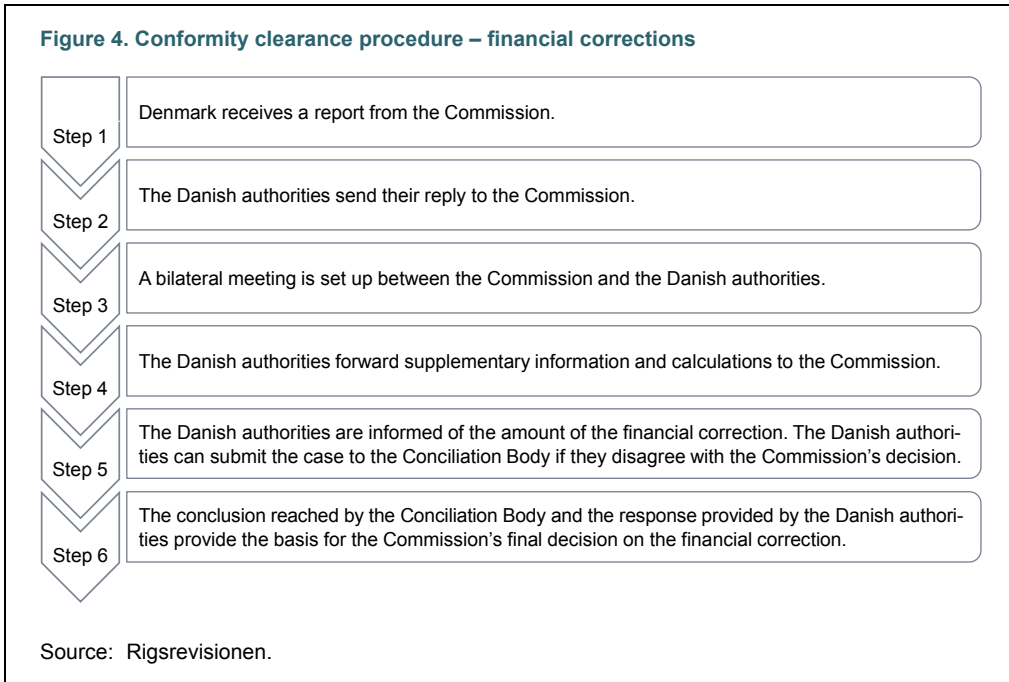 Figure 4. Conformity clearance procedure – financial corrections
Step 1
Denmark receives a report from the Commission.
Step 2
The Danish authorities send their reply to the Commission.
Step 3
A bilateral meeting is set up between the Commission and the Danish authorities.
Step 4
The Danish authorities forward supplementary information and calculations to the Commission.
Step 5
The Danish authorities are informed of the amount of the financial correction. The Danish authori-
ties can submit the case to the Conciliation Body if they disagree with the Commission's decision.
Step 6
The conclusion reached by the Conciliation Body and the response provided by the Danish authori-
ties provide the basis for the Commission's final decision on the financial correction.
Source: Rigsrevisionen.